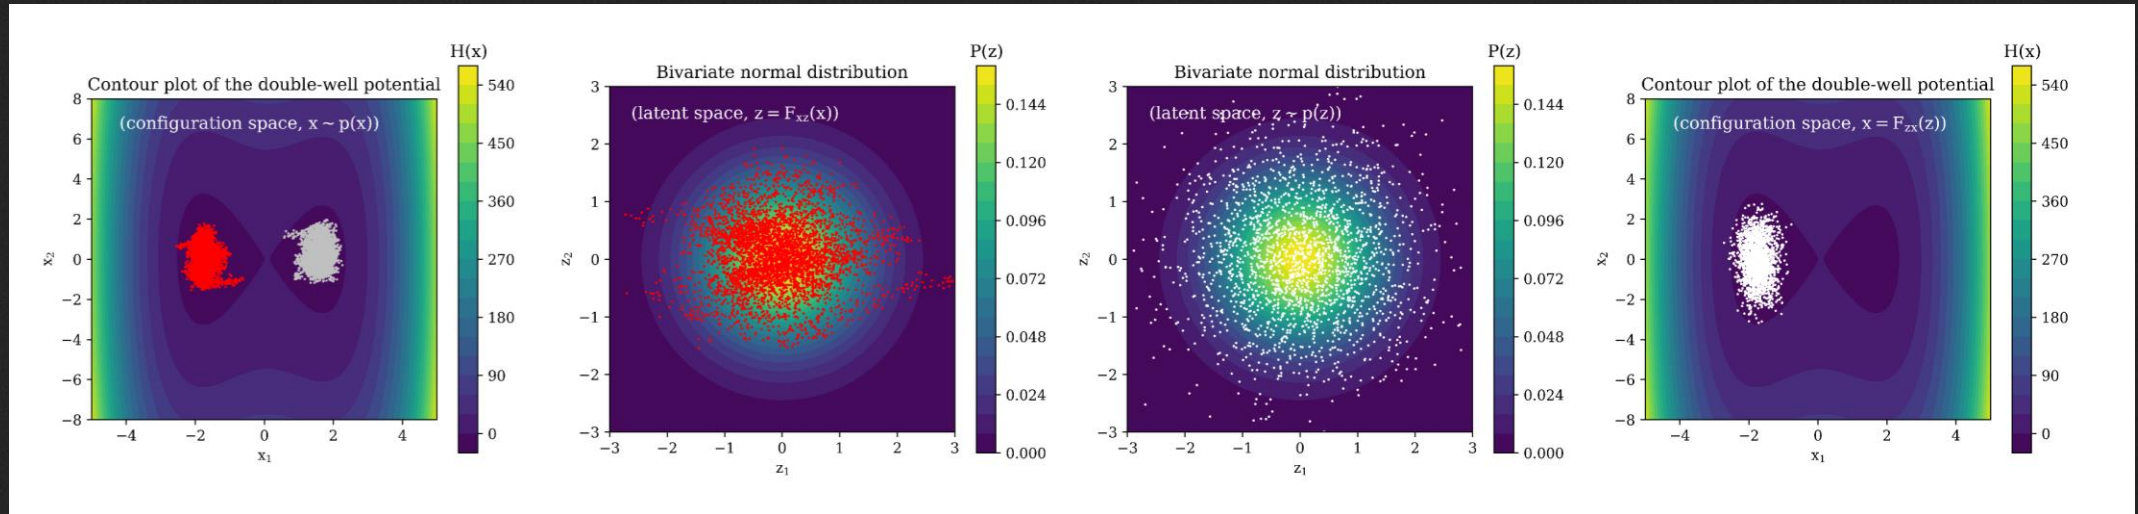 H(x)
Contour plot of the double-well potential
(configuration space, x ~ p(x))
8
6
4
2
0
−2
−4
−6
−8
x₂
−4 −2 0 2 4
x₁
540
450
360
270
180
90
0
P(z)
Bivariate normal distribution
(latent space, z = Fₓz(x))
3
2
1
0
−1
−2
−3
z₂
−3 −2 −1 0 1 2 3
z₁
0.144
0.120
0.096
0.072
0.048
0.024
0.000
P(z)
Bivariate normal distribution
(latent space, z ~ p(z))
3
2
1
0
−1
−2
−3
z₂
−3 −2 −1 0 1 2 3
z₁
0.144
0.120
0.096
0.072
0.048
0.024
0.000
H(x)
Contour plot of the double-well potential
(configuration space, x = Fzₓ(z))
8
6
4
2
0
−2
−4
−6
−8
x₂
−4 −2 0 2 4
x₁
540
450
360
270
180
90
0